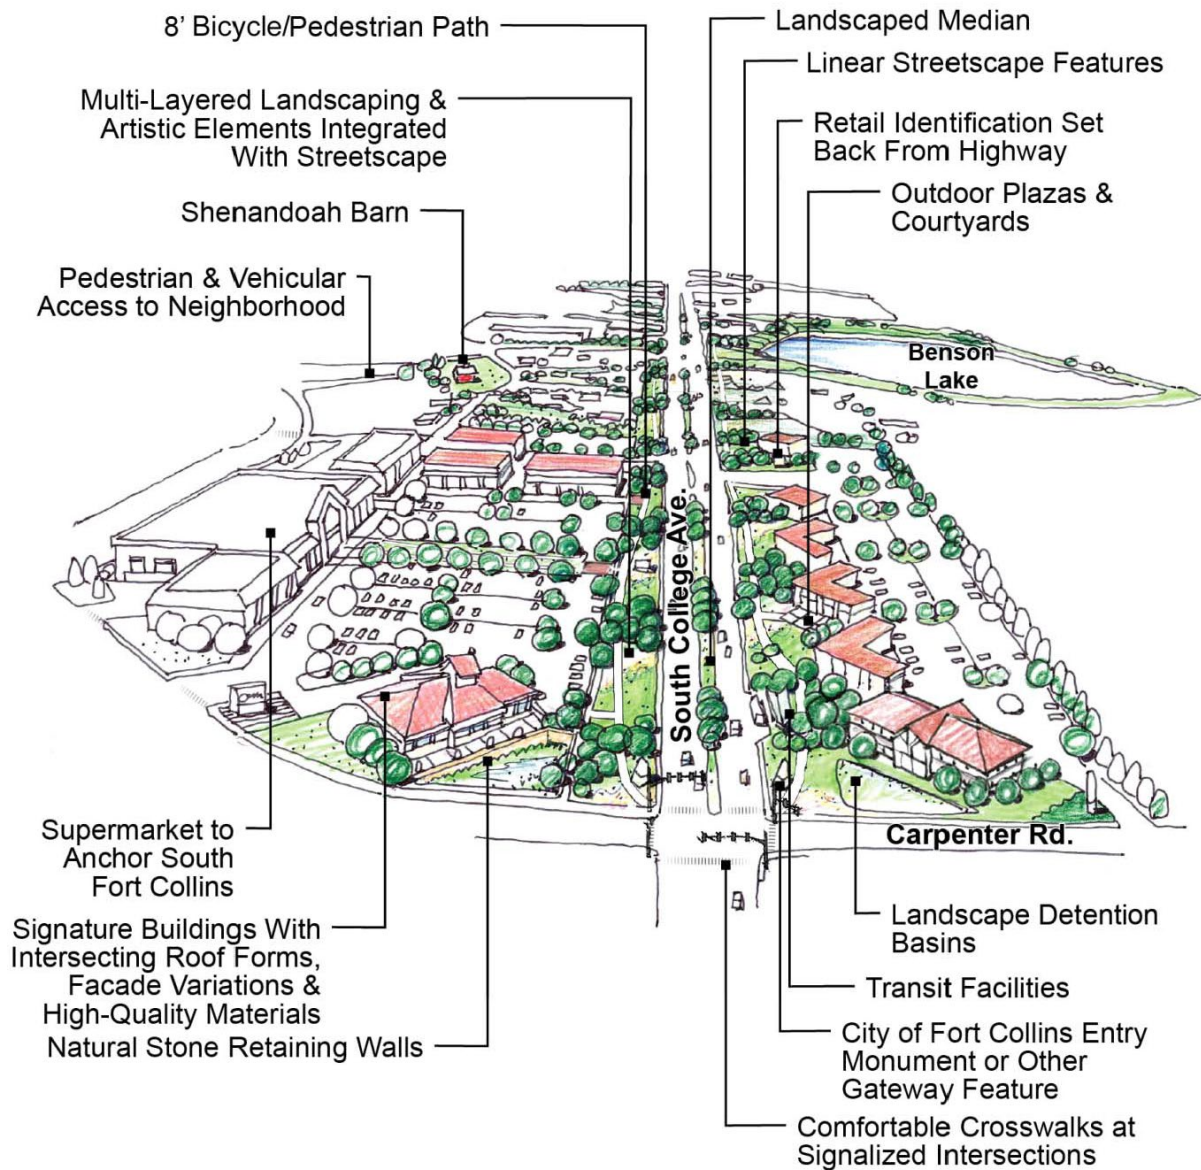 8' Bicycle/Pedestrian Path
Multi-Layered Landscaping &
Artistic Elements Integrated
With Streetscape
Shenandoah Barn
Pedestrian & Vehicular
Access to Neighborhood
Landscaped Median
Linear Streetscape Features
Retail Identification Set
Back From Highway
Outdoor Plazas &
Courtyards
Benson
Lake
South College Ave.
Carpenter Rd.
Supermarket to
Anchor South
Fort Collins
Signature Buildings With
Intersecting Roof Forms,
Facade Variations &
High-Quality Materials
Natural Stone Retaining Walls
Landscape Detention
Basins
Transit Facilities
City of Fort Collins Entry
Monument or Other
Gateway Feature
Comfortable Crosswalks at
Signalized Intersections